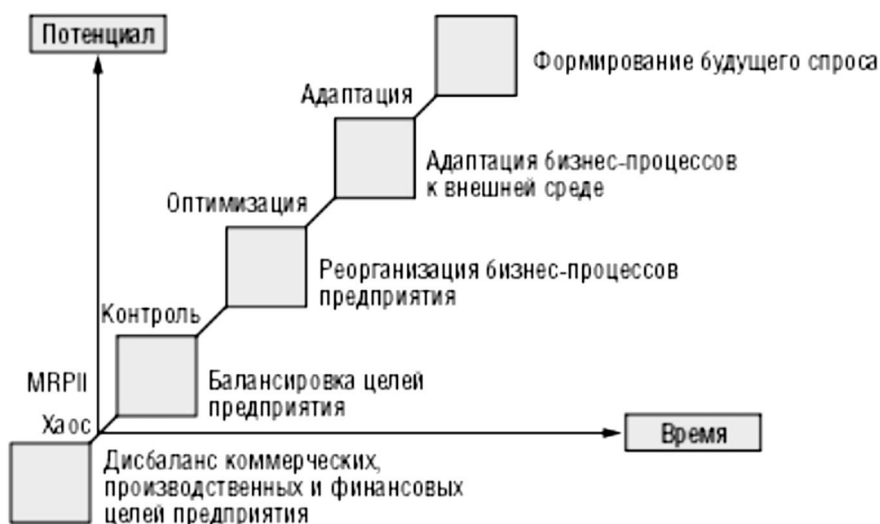 Потенциал
Формирование будущего спроса
Адаптация
Адаптация бизнес-процессов
к внешней среде
Оптимизация
Реорганизация бизнес-процессов
предприятия
Контроль
MRPII
Балансировка целей
предприятия
Хаос
Время
Дисбаланс коммерческих,
производственных и финансовых
целей предприятия